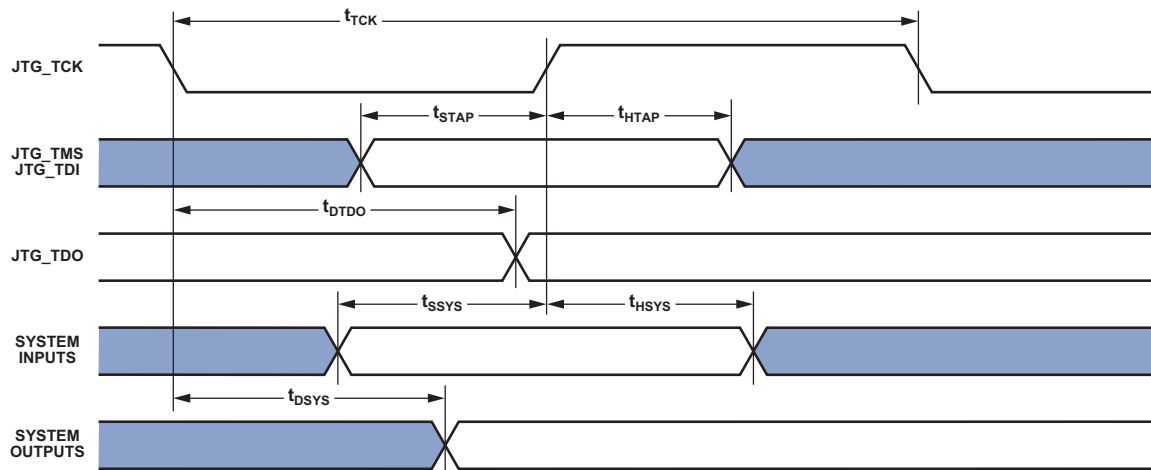 tTCK
JTG_TCK
tSTAP
tHTAP
JTG_TMS
JTG_TDI
tDTDO
JTG_TDO
tSSYS
tHSYS
SYSTEM
INPUTS
tDSYS
SYSTEM
OUTPUTS